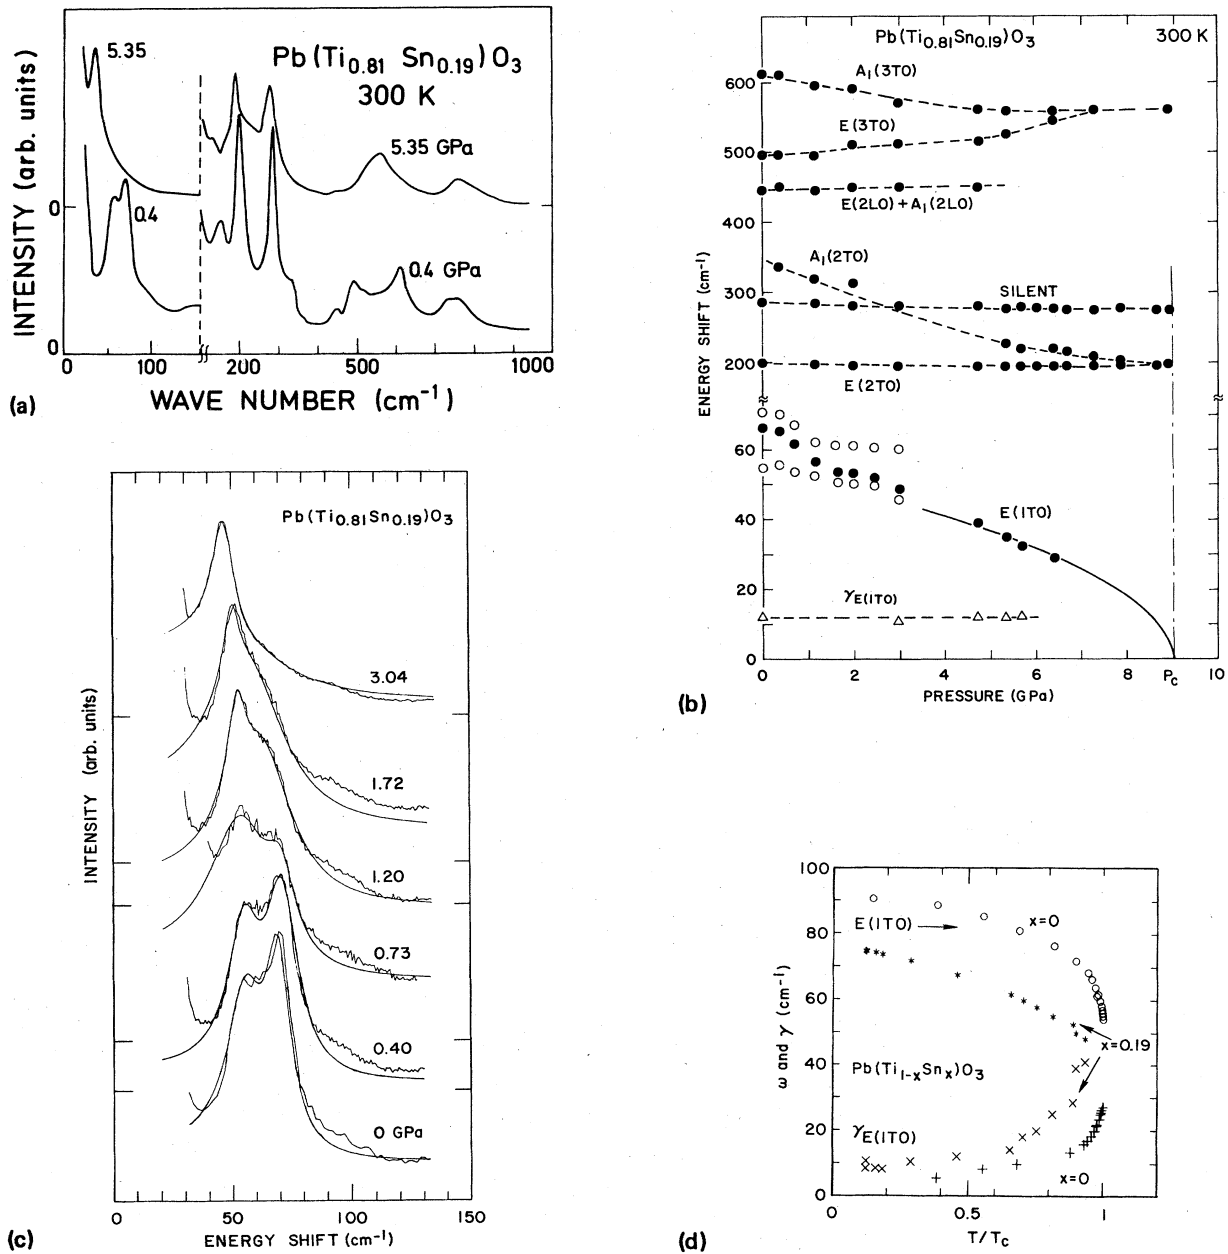 Pb(Ti0.81 Sn0.19)O3
300 K
5.35
0.4
5.35 GPa
0.4 GPa
INTENSITY (arb. units)
0
0
0 100 200 500 1000
WAVE NUMBER (cm-1)
(a)
Pb(Ti0.81Sn0.19)O3 300 K
A1(3TO)
E(3TO)
E(2LO)+A1(2LO)
A1(2TO)
SILENT
E(2TO)
E(1TO)
γE(1TO)
ENERGY SHIFT (cm-1)
600
500
400
300
200
60
40
20
0
0 2 4 6 8 Pc 10
PRESSURE (GPa)
(b)
Pb(Ti0.81Sn0.19)O3
3.04
1.72
1.20
0.73
0.40
0 GPa
INTENSITY (arb. units)
0 50 100 150
ENERGY SHIFT (cm-1)
(c)
100
80
60
40
20
0
ω and γ (cm-1)
E(1TO)
x=0
x=0.19
Pb(Ti1-xSnx)O3
γE(1TO)
x=0
0 0.5 1
T/Tc
(d)